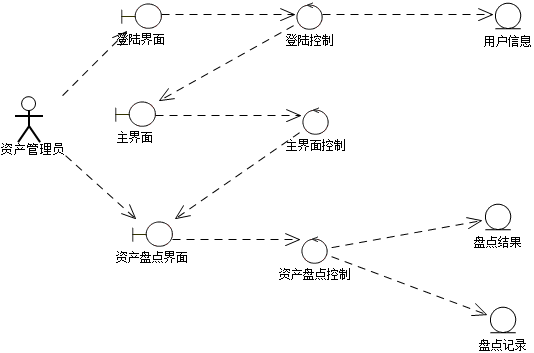 登陆界面
登陆控制
用户信息
资产管理员
主界面
主界面控制
资产盘点界面
资产盘点控制
盘点结果
盘点记录